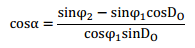 cosα = (sinφ₂ − sinφ₁cosD₀) / (cosφ₁sinD₀)